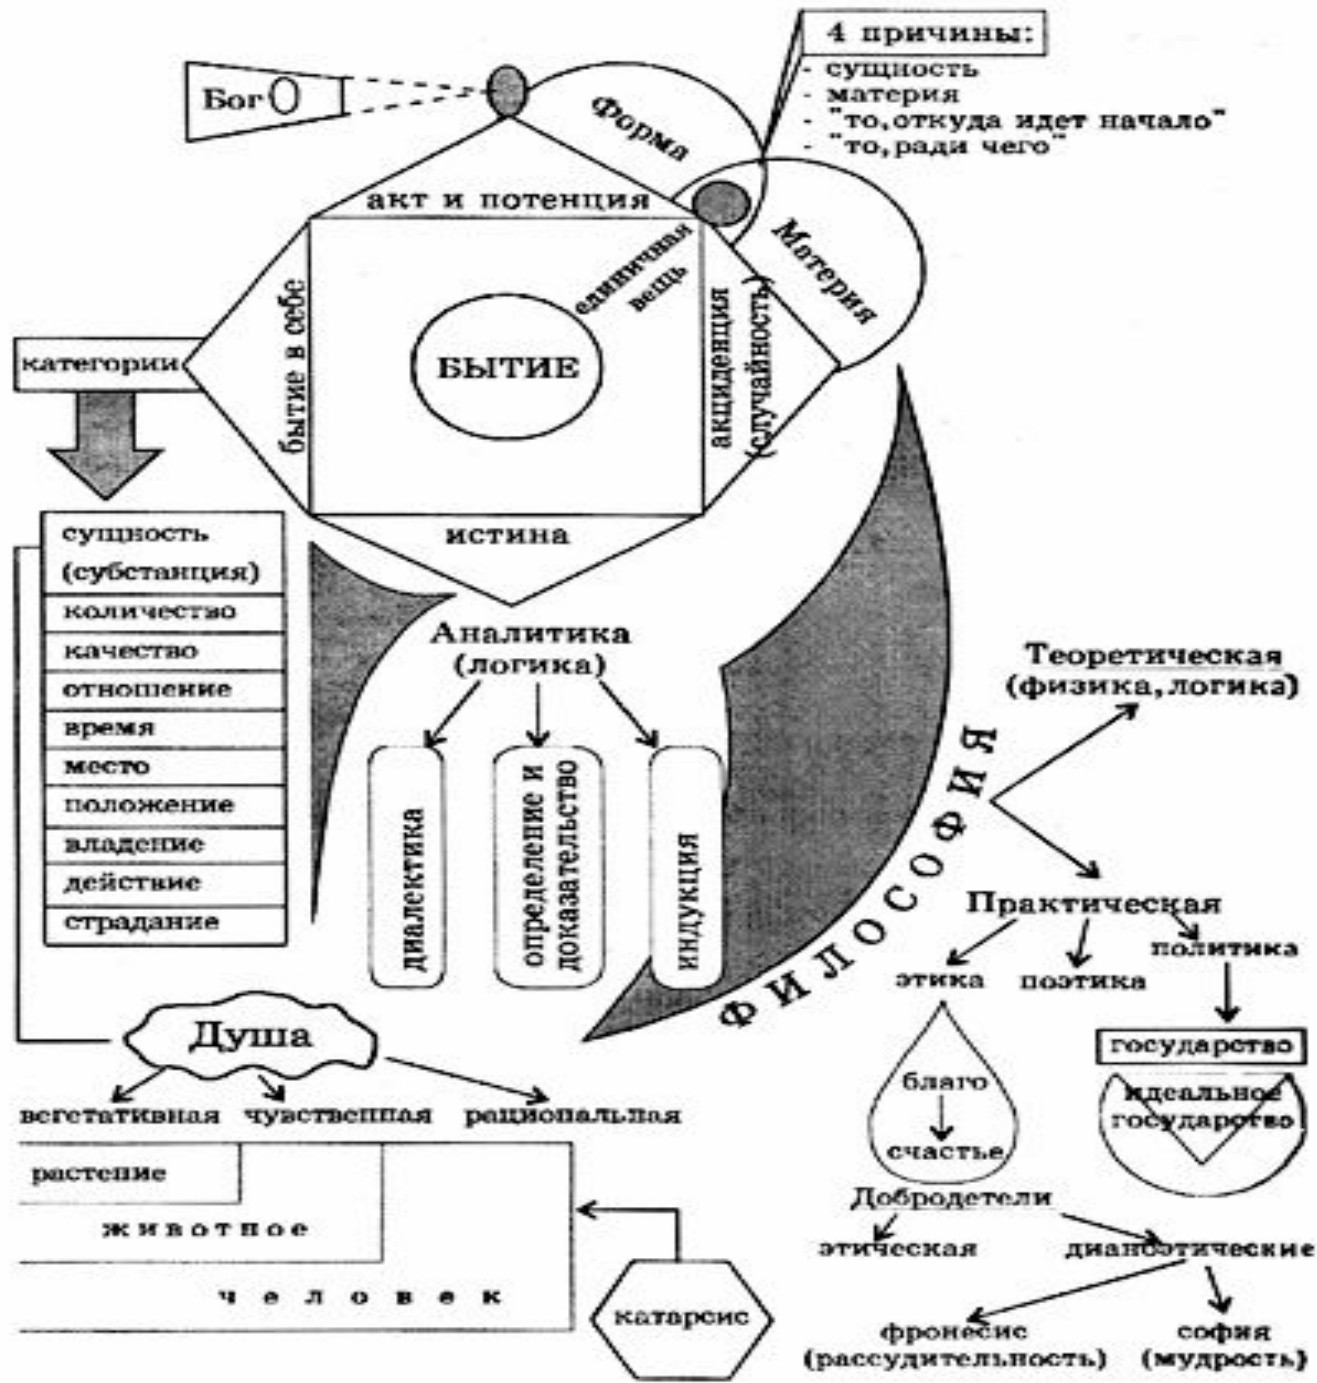 4 причины:
- сущность
- материя
- "то,откуда идет начало"
- "то,ради чего"
Бог
Форма
Материя
акт и потенция
единичная
вещь
бытие в себе
БЫТИЕ
акциденция
(случайность)
истина
категории
сущность
(субстанция)
количество
качество
отношение
время
место
положение
владение
действие
страдание
Аналитика
(логика)
диалектика
определение и
доказательство
индукция
ФИЛОСОФИЯ
Теоретическая
(физика,логика)
Практическая
этика
поэтика
политика
государство
идеальное
государство
благо
счастье
Добродетели
этическая
дианоэтические
фронесис
(рассудительность)
софия
(мудрость)
Душа
вегетативная
чувственная
рациональная
растение
животное
человек
катарсис